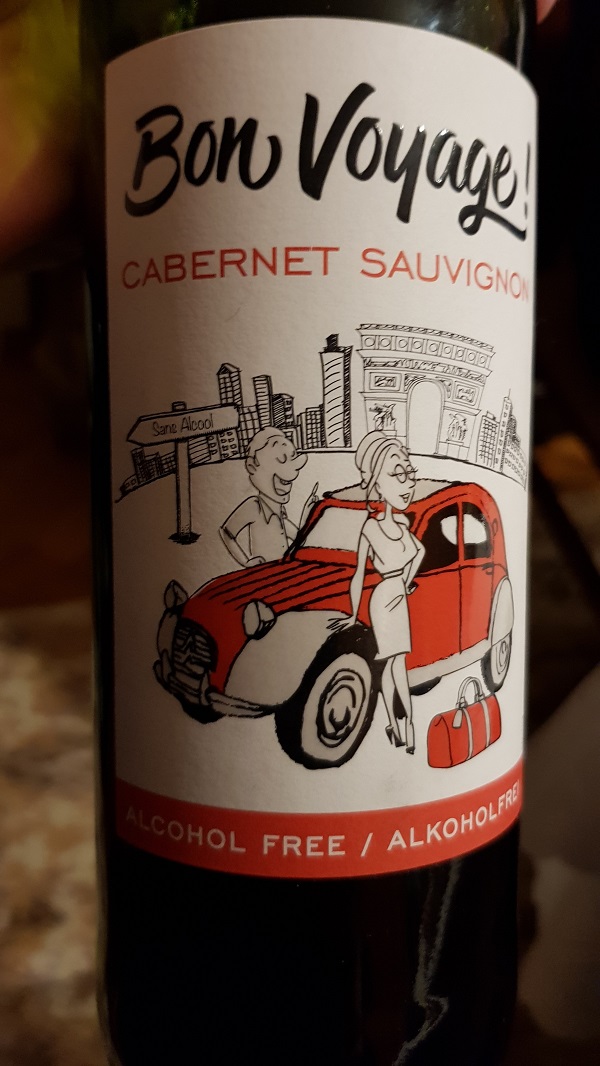 Bon Voyage!
CABERNET SAUVIGNON
Sans Alcool
ALCOHOL FREE / ALKOHOLFREI